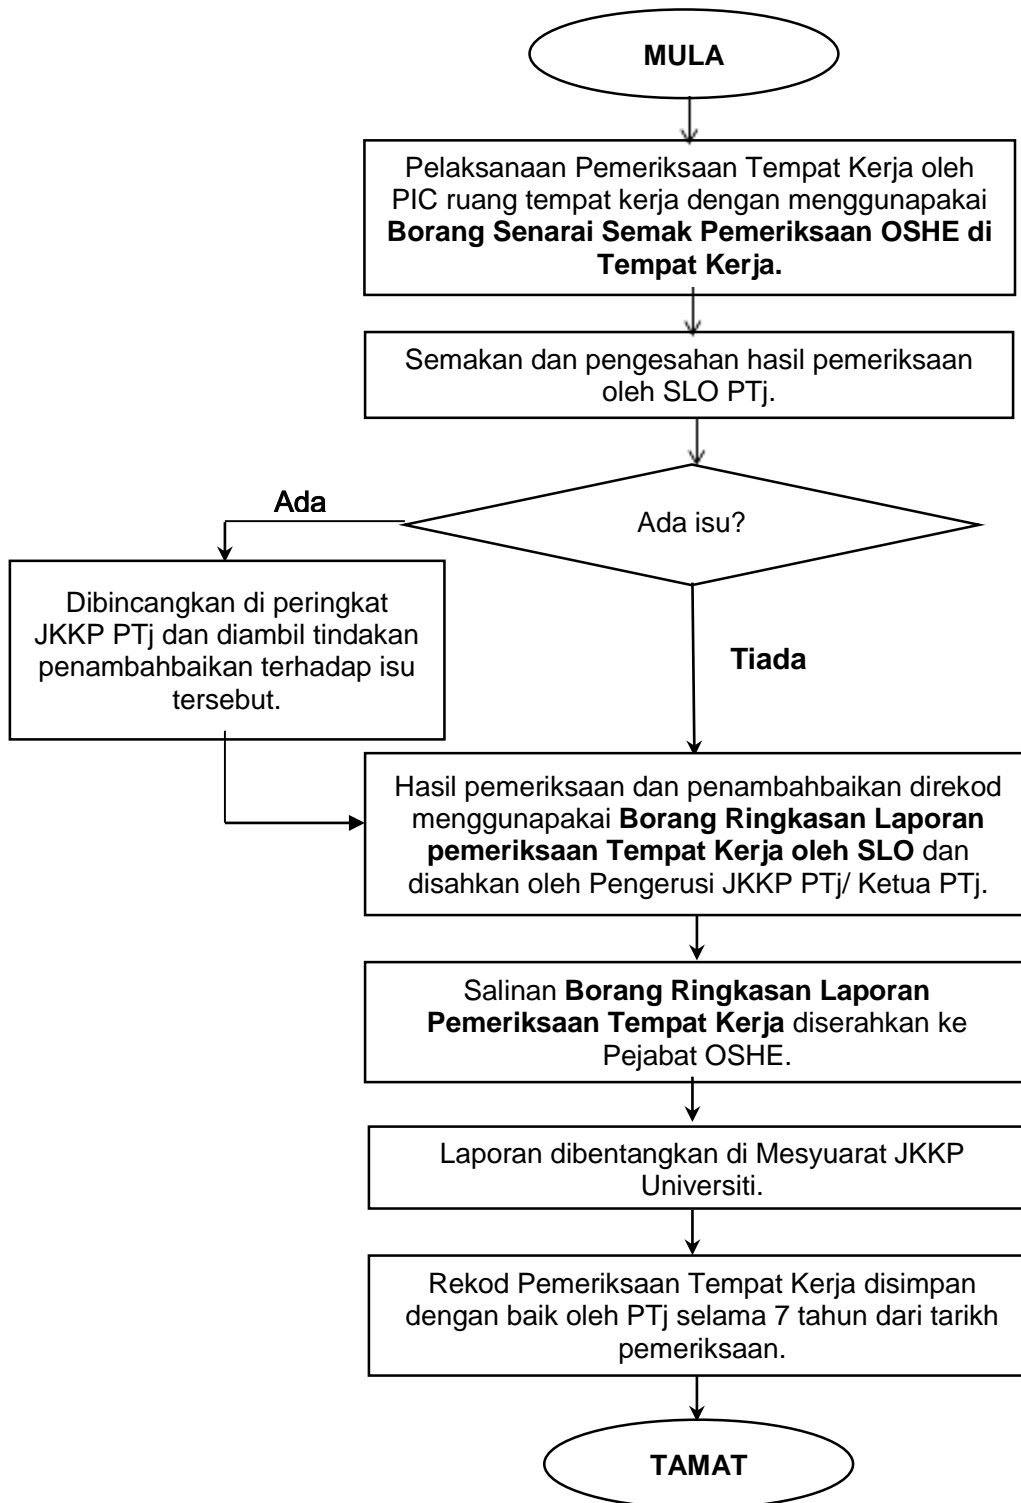 MULA
Pelaksanaan Pemeriksaan Tempat Kerja oleh
PIC ruang tempat kerja dengan menggunapakai
Borang Senarai Semak Pemeriksaan OSHE di
Tempat Kerja.
Semakan dan pengesahan hasil pemeriksaan
oleh SLO PTj.
Ada isu?
Ada
Dibincangkan di peringkat
JKKP PTj dan diambil tindakan
penambahbaikan terhadap isu
tersebut.
Tiada
Hasil pemeriksaan dan penambahbaikan direkod
menggunapakai Borang Ringkasan Laporan
pemeriksaan Tempat Kerja oleh SLO dan
disahkan oleh Pengerusi JKKP PTj/ Ketua PTj.
Salinan Borang Ringkasan Laporan
Pemeriksaan Tempat Kerja diserahkan ke
Pejabat OSHE.
Laporan dibentangkan di Mesyuarat JKKP
Universiti.
Rekod Pemeriksaan Tempat Kerja disimpan
dengan baik oleh PTj selama 7 tahun dari tarikh
pemeriksaan.
TAMAT